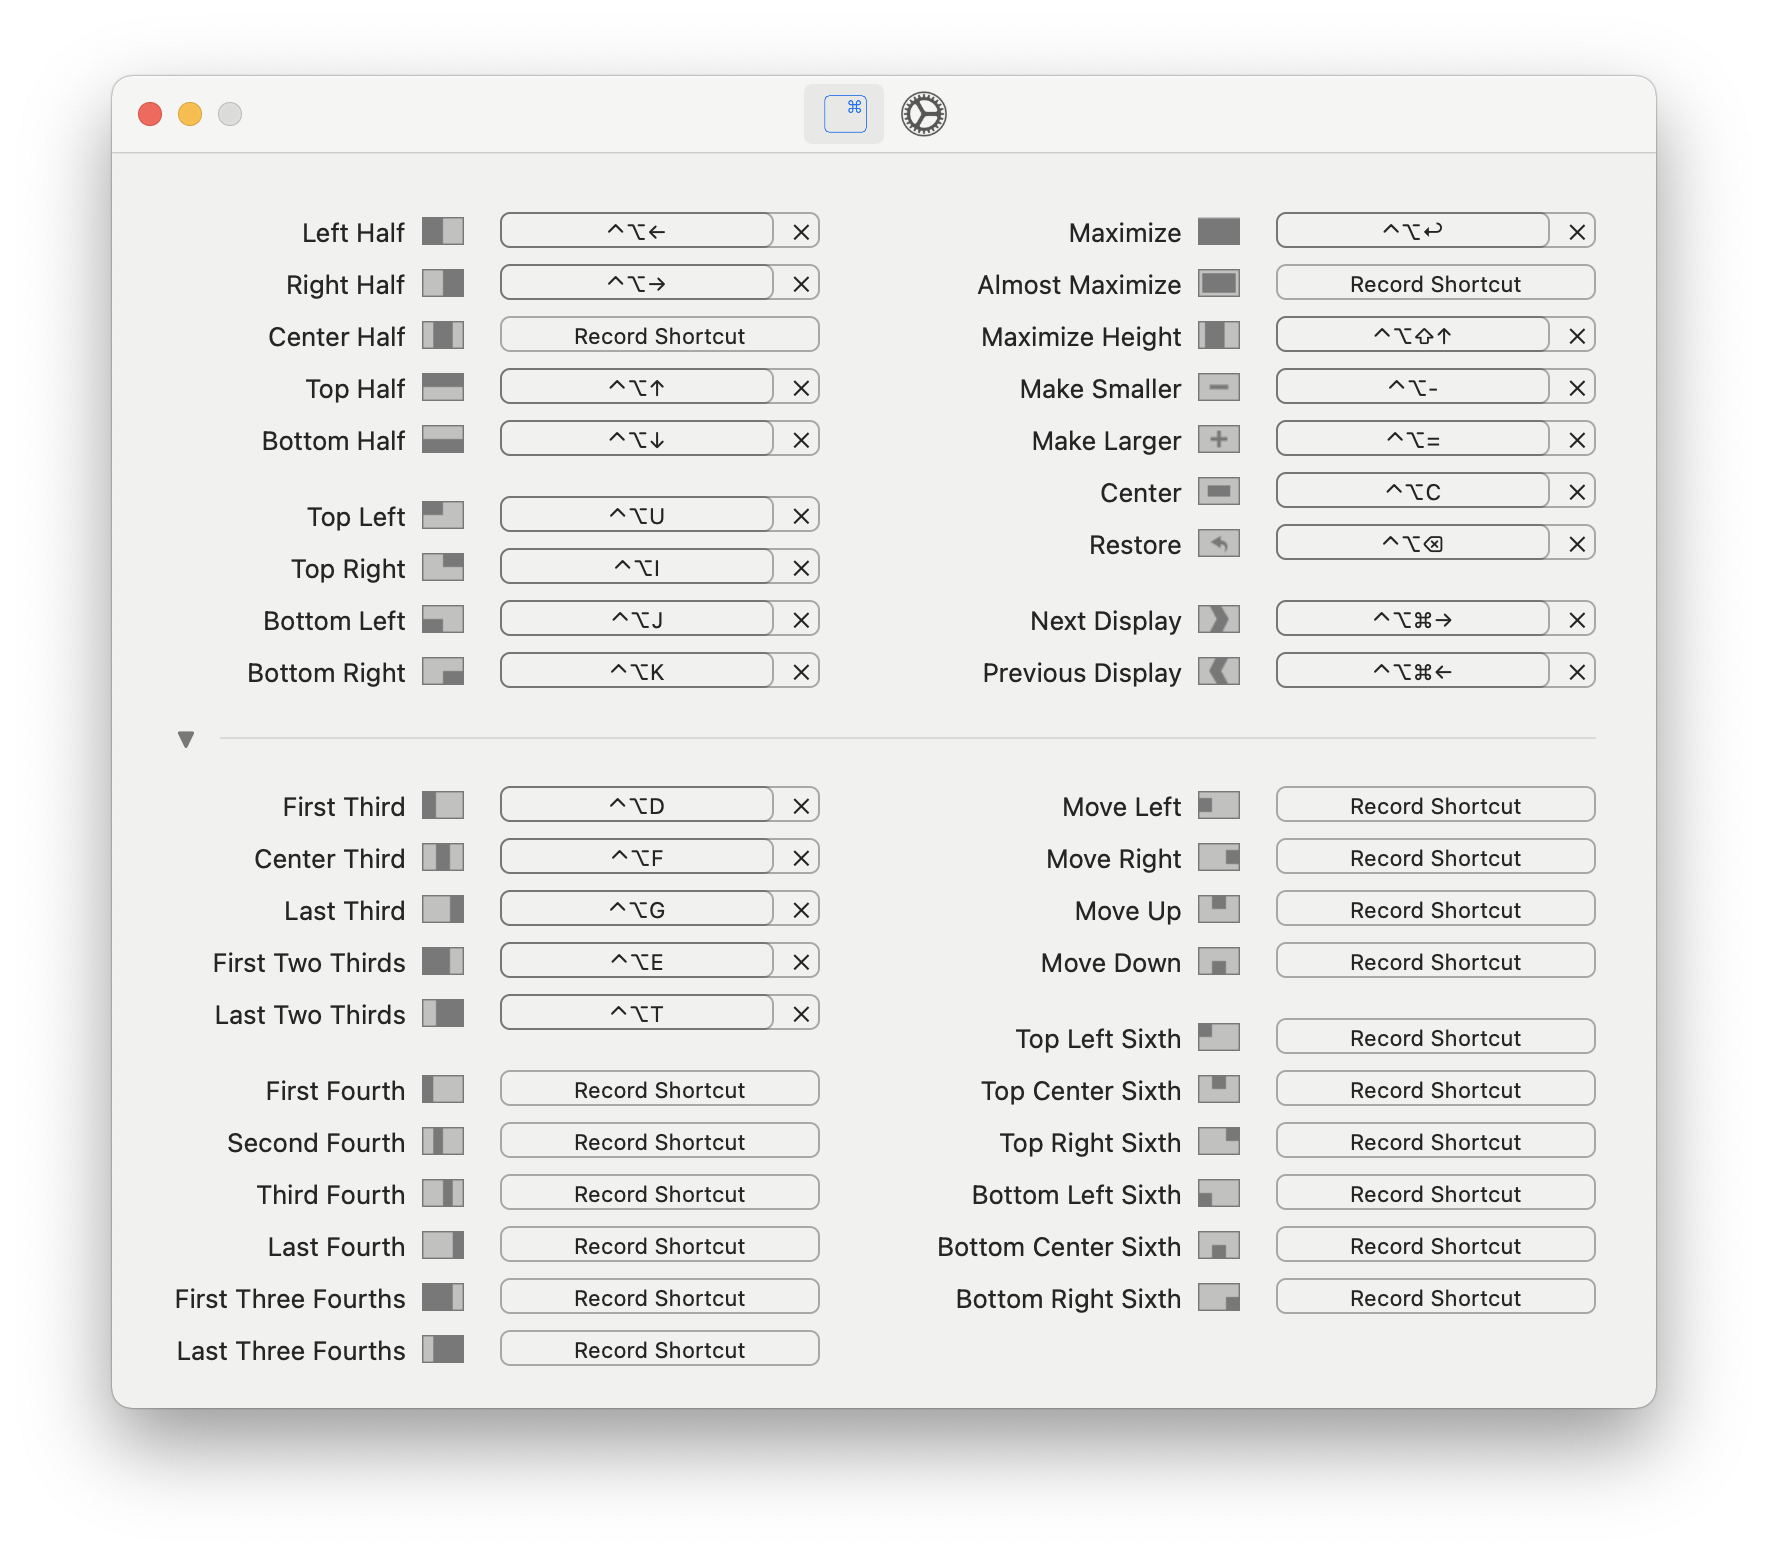 ⌘
Left Half ⌃⌥←
Right Half ⌃⌥→
Center Half Record Shortcut
Top Half ⌃⌥↑
Bottom Half ⌃⌥↓
Top Left ⌃⌥U
Top Right ⌃⌥I
Bottom Left ⌃⌥J
Bottom Right ⌃⌥K
Maximize ⌃⌥↩
Almost Maximize Record Shortcut
Maximize Height ⌃⌥⇧↑
Make Smaller ⌃⌥-
Make Larger ⌃⌥=
Center ⌃⌥C
Restore ⌃⌥⌫
Next Display ⌃⌥⌘→
Previous Display ⌃⌥⌘←
First Third ⌃⌥D
Center Third ⌃⌥F
Last Third ⌃⌥G
First Two Thirds ⌃⌥E
Last Two Thirds ⌃⌥T
First Fourth Record Shortcut
Second Fourth Record Shortcut
Third Fourth Record Shortcut
Last Fourth Record Shortcut
First Three Fourths Record Shortcut
Last Three Fourths Record Shortcut
Move Left Record Shortcut
Move Right Record Shortcut
Move Up Record Shortcut
Move Down Record Shortcut
Top Left Sixth Record Shortcut
Top Center Sixth Record Shortcut
Top Right Sixth Record Shortcut
Bottom Left Sixth Record Shortcut
Bottom Center Sixth Record Shortcut
Bottom Right Sixth Record Shortcut